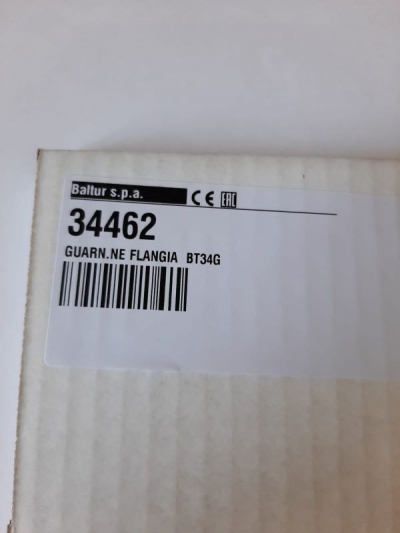 Baltur s.p.a. CE EAC
34462
GUARN.NE FLANGIA BT34G